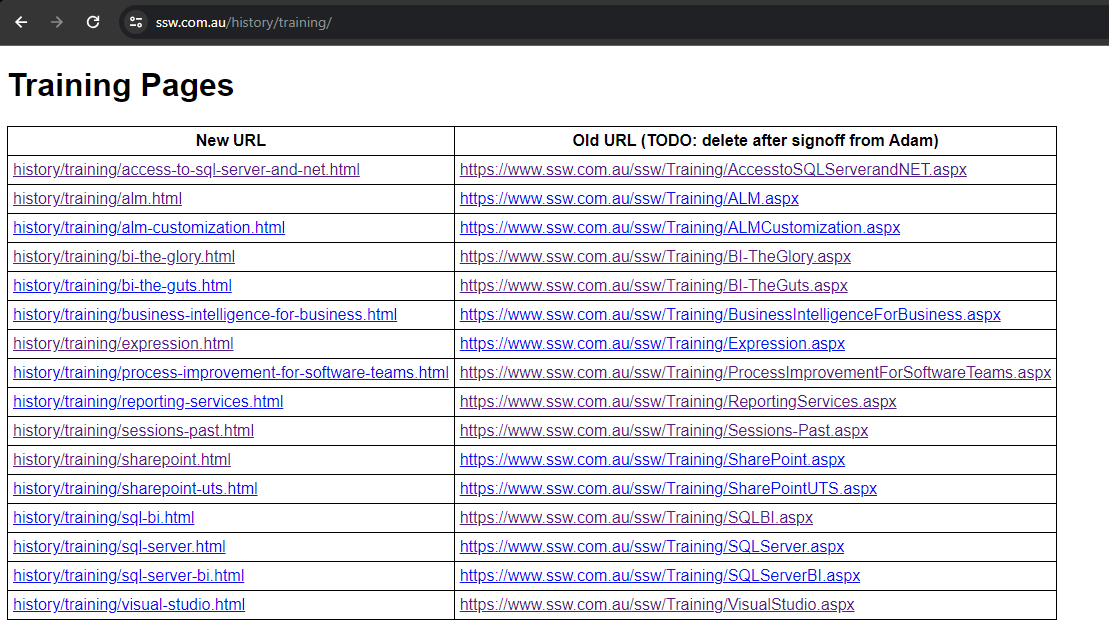 ssw.com.au/history/training/
Training Pages
New URL Old URL (TODO: delete after signoff from Adam)
history/training/access-to-sql-server-and-net.html https://www.ssw.com.au/ssw/Training/AccesstoSQLServerandNET.aspx
history/training/alm.html https://www.ssw.com.au/ssw/Training/ALM.aspx
history/training/alm-customization.html https://www.ssw.com.au/ssw/Training/ALMCustomization.aspx
history/training/bi-the-glory.html https://www.ssw.com.au/ssw/Training/BI-TheGlory.aspx
history/training/bi-the-guts.html https://www.ssw.com.au/ssw/Training/BI-TheGuts.aspx
history/training/business-intelligence-for-business.html https://www.ssw.com.au/ssw/Training/BusinessIntelligenceForBusiness.aspx
history/training/expression.html https://www.ssw.com.au/ssw/Training/Expression.aspx
history/training/process-improvement-for-software-teams.html https://www.ssw.com.au/ssw/Training/ProcessImprovementForSoftwareTeams.aspx
history/training/reporting-services.html https://www.ssw.com.au/ssw/Training/ReportingServices.aspx
history/training/sessions-past.html https://www.ssw.com.au/ssw/Training/Sessions-Past.aspx
history/training/sharepoint.html https://www.ssw.com.au/ssw/Training/SharePoint.aspx
history/training/sharepoint-uts.html https://www.ssw.com.au/ssw/Training/SharePointUTS.aspx
history/training/sql-bi.html https://www.ssw.com.au/ssw/Training/SQLBI.aspx
history/training/sql-server.html https://www.ssw.com.au/ssw/Training/SQLServer.aspx
history/training/sql-server-bi.html https://www.ssw.com.au/ssw/Training/SQLServerBI.aspx
history/training/visual-studio.html https://www.ssw.com.au/ssw/Training/VisualStudio.aspx